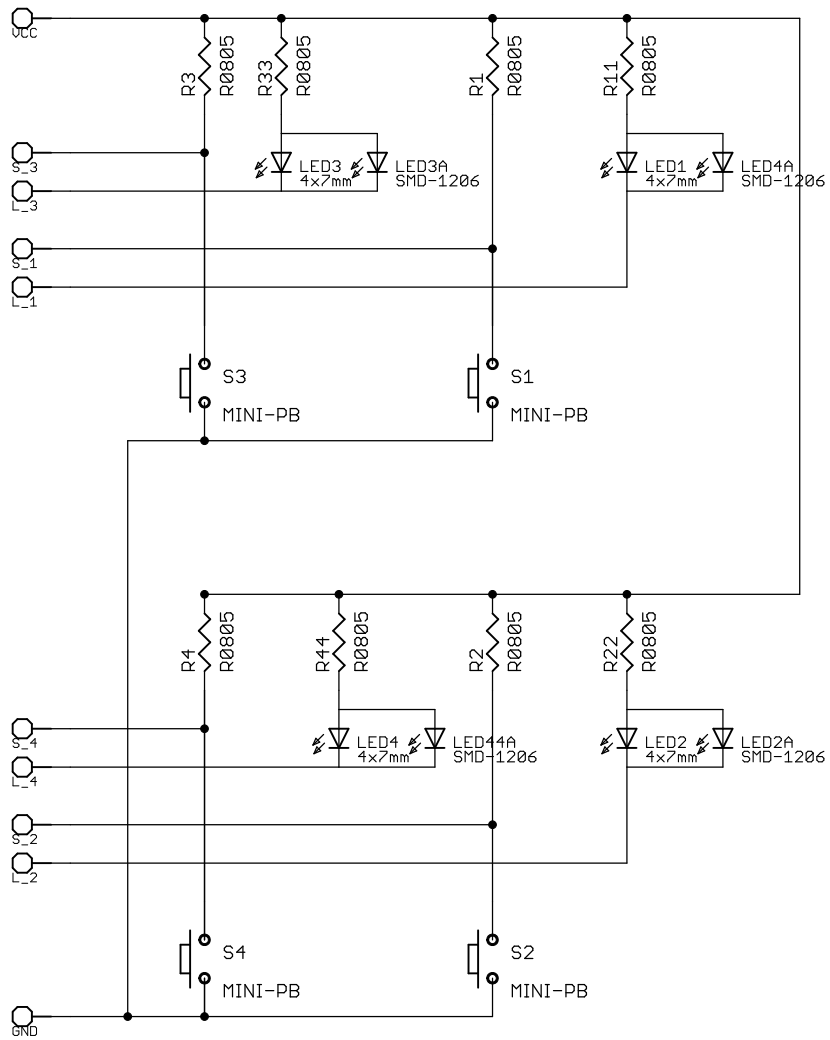 VCC
R3
R0805
R33
R0805
R1
R0805
R11
R0805
S_3
LED3
4x7mm
LED3A
SMD-1206
LED1
4x7mm
LED4A
SMD-1206
L_3
S_1
L_1
S3
MINI-PB
S1
MINI-PB
R4
R0805
R44
R0805
R2
R0805
R22
R0805
S_4
LED4
4x7mm
LED44A
SMD-1206
LED2
4x7mm
LED2A
SMD-1206
L_4
S_2
L_2
S4
MINI-PB
S2
MINI-PB
GND